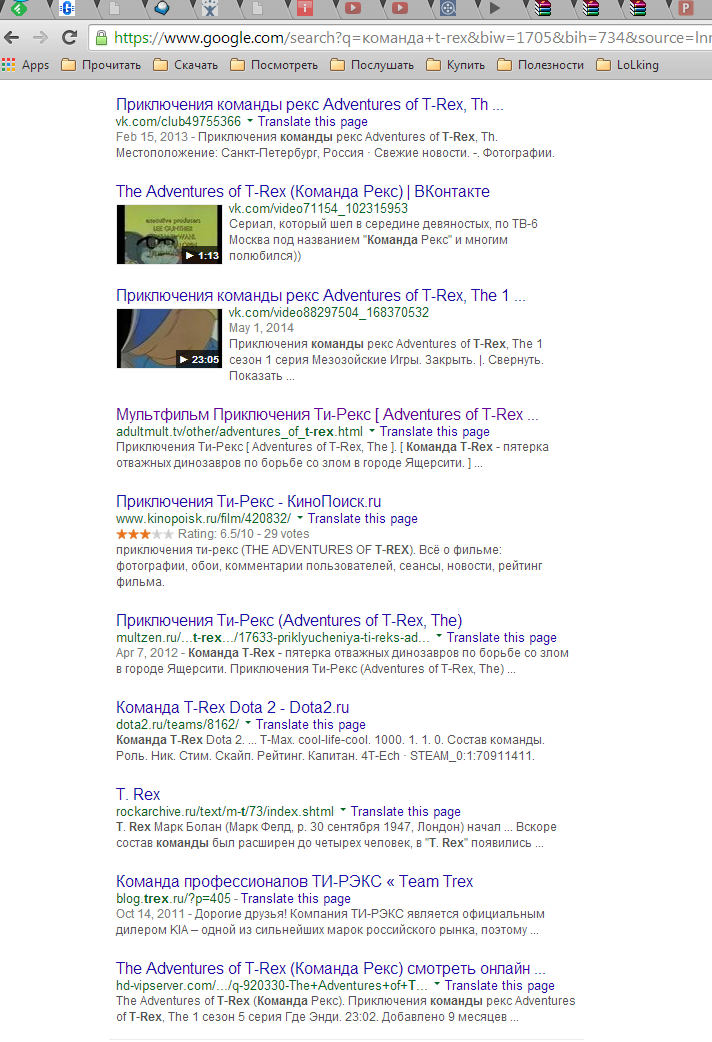 https://www.google.com/search?q=команда+t-rex&biw=1705&bih=734&source=lnr
Apps Прочитать Скачать Посмотреть Послушать Купить Полезности LoLking
Приключения команды рекс Adventures of T-Rex, Th ...
vk.com/club49755366 Translate this page
Feb 15, 2013 - Приключения команды рекс Adventures of T-Rex, Th.
Местоположение: Санкт-Петербург, Россия · Свежие новости. -. Фотографии.
The Adventures of T-Rex (Команда Рекс) | ВКонтакте
executive producers
1:13
vk.com/video71154_102315953
Сериал, который шел в середине девяностых, по ТВ-6
Москва под названием "Команда Рекс" и многим
полюбился))
Приключения команды рекс Adventures of T-Rex, The 1 ...
23:05
vk.com/video88297504_168370532
May 1, 2014
Приключения команды рекс Adventures of T-Rex, The 1
сезон 1 серия Мезозойские Игры. Закрыть. |. Свернуть.
Показать ...
Мультфильм Приключения Ти-Рекс [ Adventures of T-Rex ...
adultmult.tv/other/adventures_of_t-rex.html Translate this page
Приключения Ти-Рекс [ Adventures of T-Rex, The ]. [ Команда T-Rex - пятерка
отважных динозавров по борьбе со злом в городе Ящерсити. ] ...
Приключения Ти-Рекс - КиноПоиск.ru
www.kinopoisk.ru/film/420832/ Translate this page
Rating: 6.5/10 - 29 votes
приключения ти-рекс (THE ADVENTURES OF T-REX). Всё о фильме:
фотографии, обои, комментарии пользователей, сеансы, новости, рейтинг
фильма.
Приключения Ти-Рекс (Adventures of T-Rex, The)
multzen.ru/...t-rex.../17633-priklyucheniya-ti-reks-ad... Translate this page
Apr 7, 2012 - Команда T-Rex - пятерка отважных динозавров по борьбе со злом
в городе Ящерсити. Приключения Ти-Рекс (Adventures of T-Rex, The) ...
Команда T-Rex Dota 2 - Dota2.ru
dota2.ru/teams/8162/ Translate this page
Команда T-Rex Dota 2. ... T-Max. cool-life-cool. 1000. 1. 1. 0. Состав команды.
Роль. Ник. Стим. Скайп. Рейтинг. Капитан. 4T-Ech · STEAM_0:1:70911411.
T. Rex
rockarchive.ru/text/m-t/73/index.shtml Translate this page
T. Rex Марк Болан (Марк Фелд, р. 30 сентября 1947, Лондон) начал ... Вскоре
состав команды был расширен до четырех человек, в "T. Rex" появились ...
Команда профессионалов ТИ-РЭКС « Team Trex
blog.trex.ru/?p=405 - Translate this page
Oct 14, 2011 - Дорогие друзья! Компания ТИ-РЭКС является официальным
дилером KIA – одной из сильнейших марок российского рынка, поэтому ...
The Adventures of T-Rex (Команда Рекс) смотреть онлайн ...
hd-vipserver.com/.../q-920330-The+Adventures+of+T... Translate this page
The Adventures of T-Rex (Команда Рекс). Приключения команды рекс Adventures
of T-Rex, The 1 сезон 5 серия Где Энди. 23:02. Добавлено 9 месяцев ...